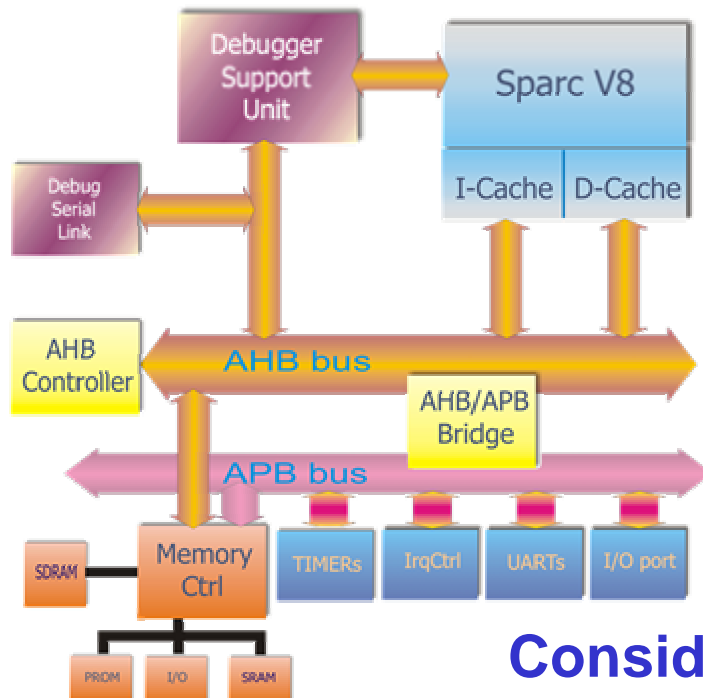 Debugger
Support
Unit
Sparc V8
I-Cache
D-Cache
Debug
Serial
Link
AHB
Controller
AHB bus
AHB/APB
Bridge
APB bus
Memory
Ctrl
TIMERs
IrqCtrl
UARTs
I/O port
SDRAM
PROM
I/O
SRAM
Consid